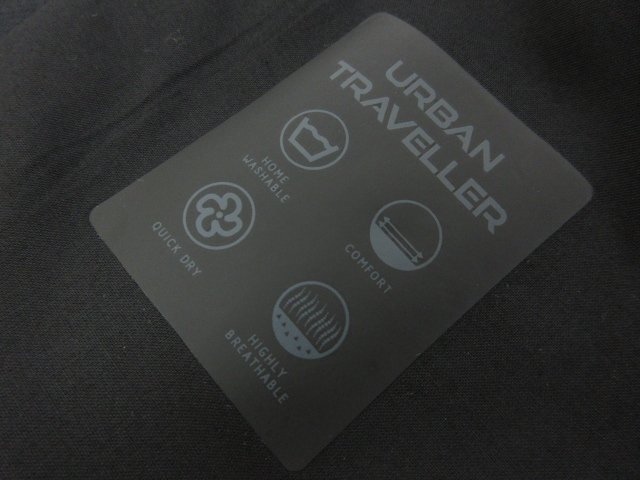 URBAN
TRAVELLER
HOME
WASHABLE
COMFORT
QUICK DRY
HIGHLY
BREATHABLE